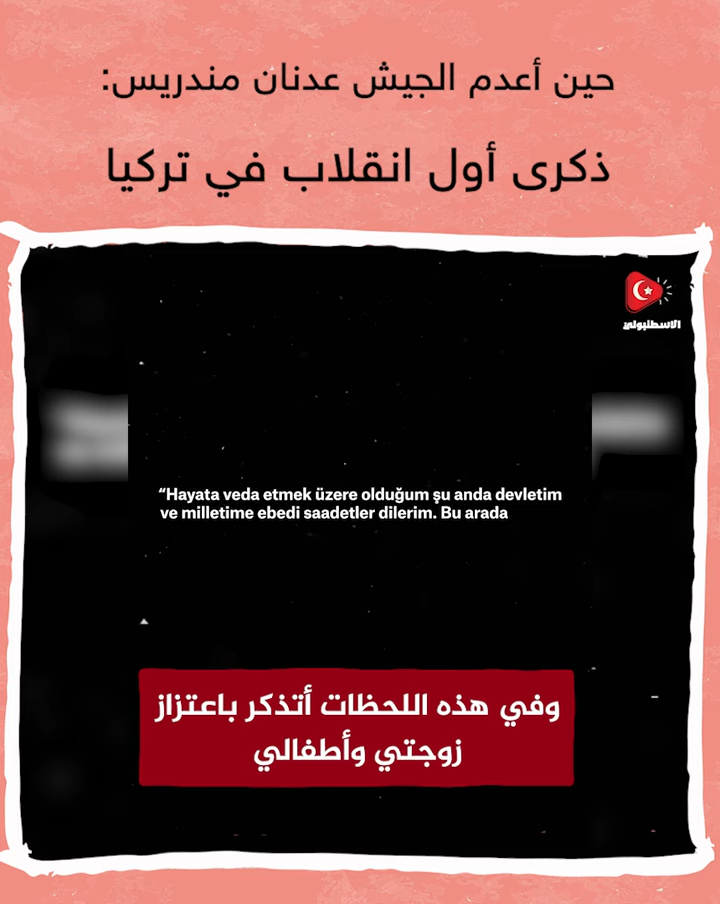 حين أعدم الجيش عدنان مندريس:
ذكرى أول انقلاب في تركيا
الاسطنبولي
“Hayata veda etmek üzere olduğum şu anda devletim
ve milletime ebedi saadetler dilerim. Bu arada
وفي هذه اللحظات أتذكر باعتزاز
زوجتي وأطفالي